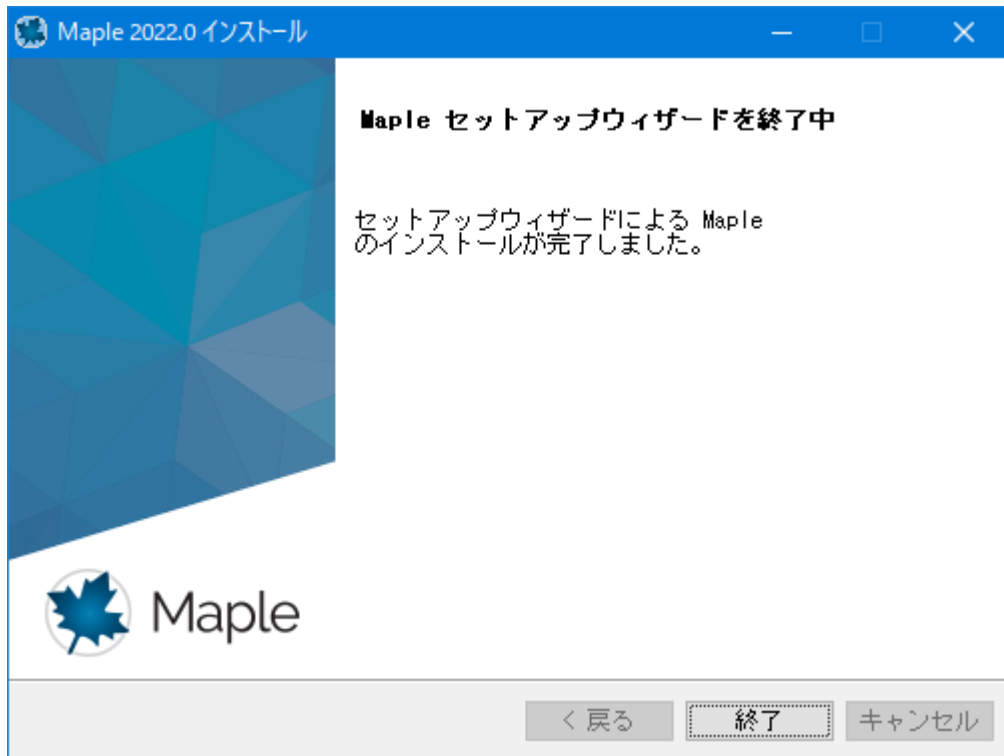 Maple 2022.0 インストール
Maple セットアップウィザードを終了中
セットアップウィザードによる Maple
のインストールが完了しました。
Maple
< 戻る
終了
キャンセル